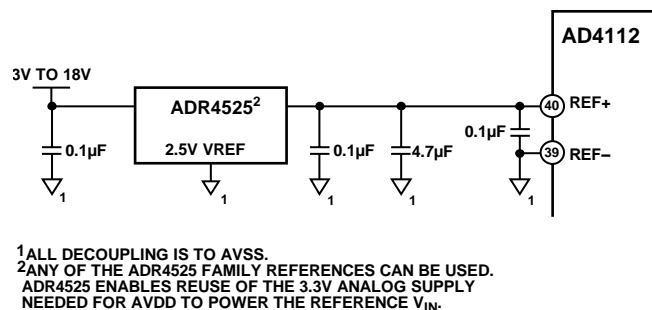 AD4112
3V TO 18V
ADR4525²
2.5V VREF
0.1µF
0.1µF
4.7µF
0.1µF
40
REF+
39
REF–
1
1
1
1
1
¹ALL DECOUPLING IS TO AVSS.
²ANY OF THE ADR4525 FAMILY REFERENCES CAN BE USED.
ADR4525 ENABLES REUSE OF THE 3.3V ANALOG SUPPLY
NEEDED FOR AVDD TO POWER THE REFERENCE VIN.